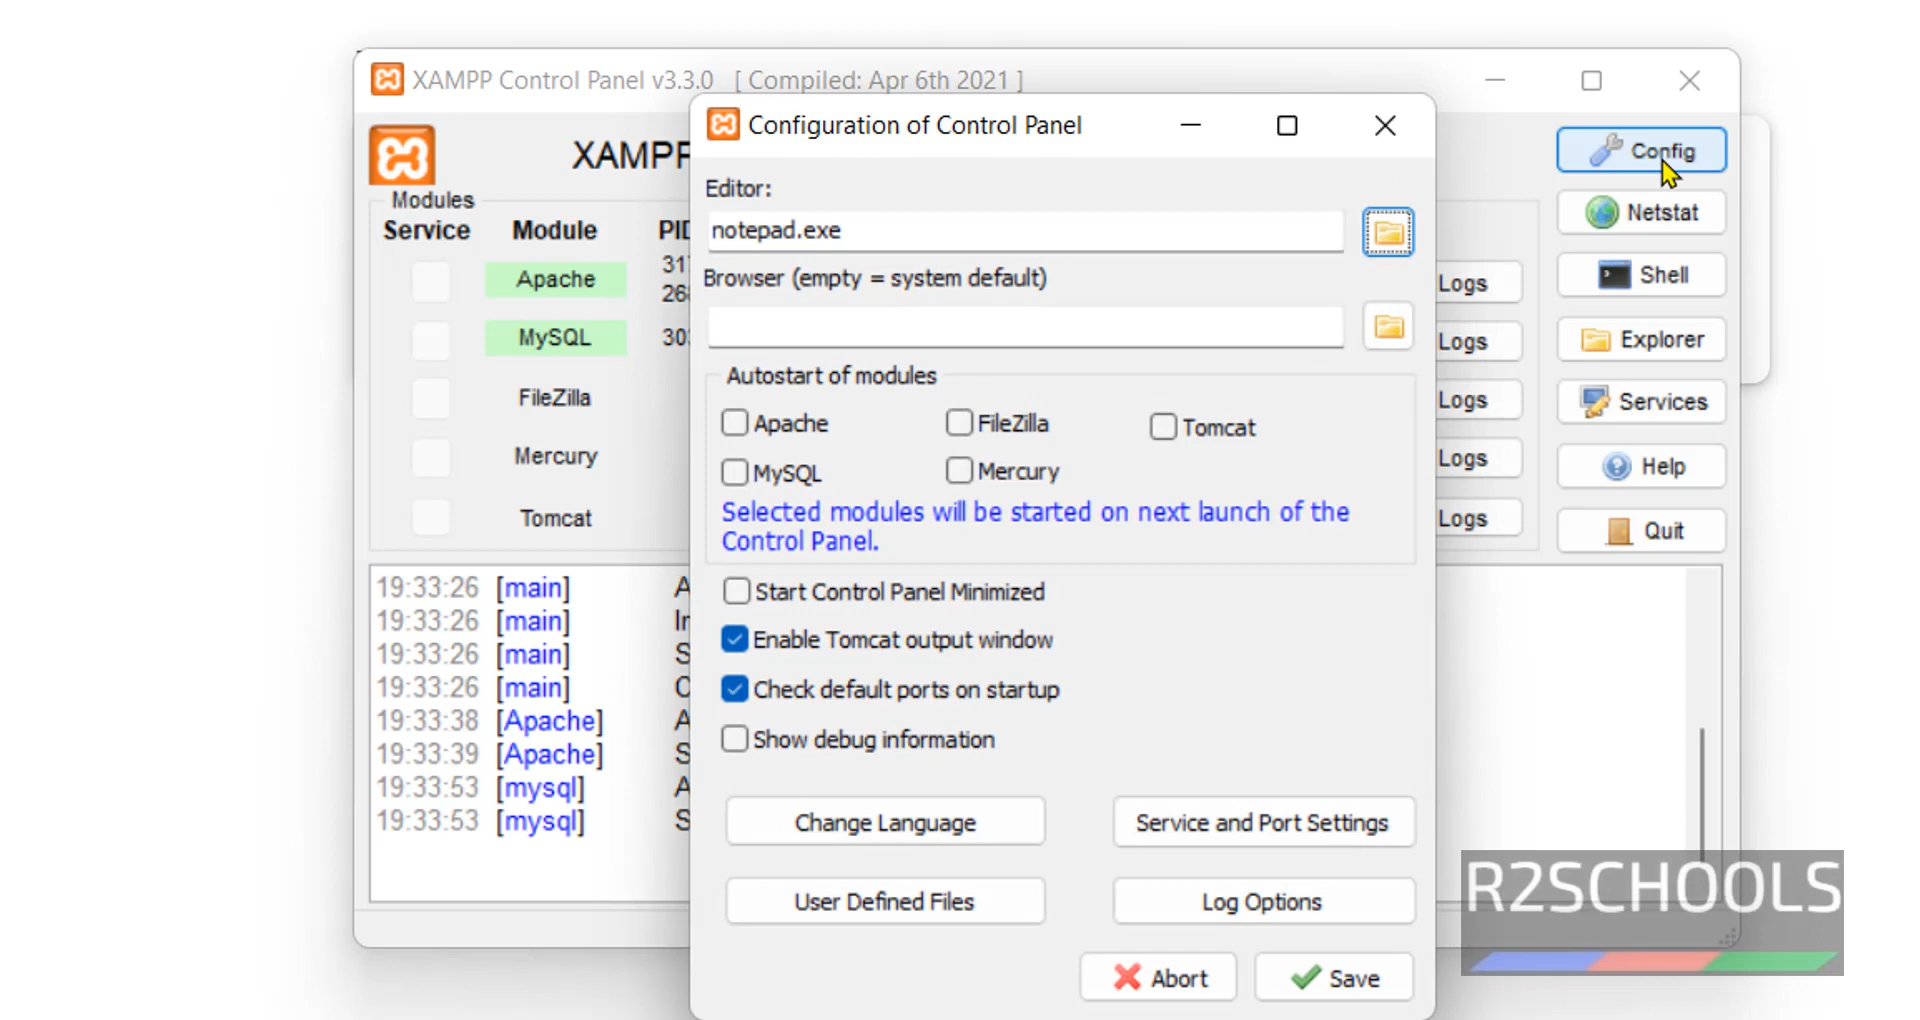 XAMPP Control Panel v3.3.0 [ Compiled: Apr 6th 2021 ]
Configuration of Control Panel
XAMPP
Config
Editor:
notepad.exe
Modules
Service Module PID
Netstat
Browser (empty = system default)
Apache
Logs
Shell
MySQL
Logs
Explorer
Autostart of modules
FileZilla
Logs
Services
Apache FileZilla Tomcat
Mercury
Logs
Help
MySQL Mercury
Selected modules will be started on next launch of the
Control Panel.
Tomcat
Logs
Quit
Start Control Panel Minimized
Enable Tomcat output window
Check default ports on startup
Show debug information
19:33:26 [main]
19:33:26 [main]
19:33:26 [main]
19:33:26 [main]
19:33:38 [Apache]
19:33:39 [Apache]
19:33:53 [mysql]
19:33:53 [mysql]
Change Language Service and Port Settings
User Defined Files Log Options
Abort Save
R2SCHOOLS